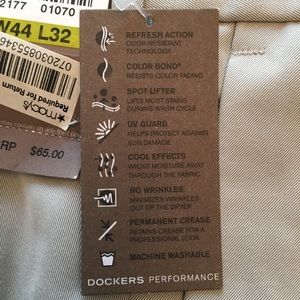 2177 01070
W44 L32
macys
Required for Return
RP $65.00
REFRESH ACTION
ODOR RESISTANT
TECHNOLOGY
COLOR BOND®
RESISTS COLOR FADING
SPOT LIFTER
LIFTS MOST STAINS
DURING WASH CYCLE
UV GUARD
HELPS PROTECT AGAINST
SUN DAMAGE
COOL EFFECTS
WICKS MOISTURE AWAY
THROUGH THE FABRIC
NO WRINKLES
MINIMIZES WRINKLES
OUT OF THE DRYER
PERMANENT CREASE
RETAINS CREASE FOR A
PROFESSIONAL LOOK
MACHINE WASHABLE
DOCKERS PERFORMANCE